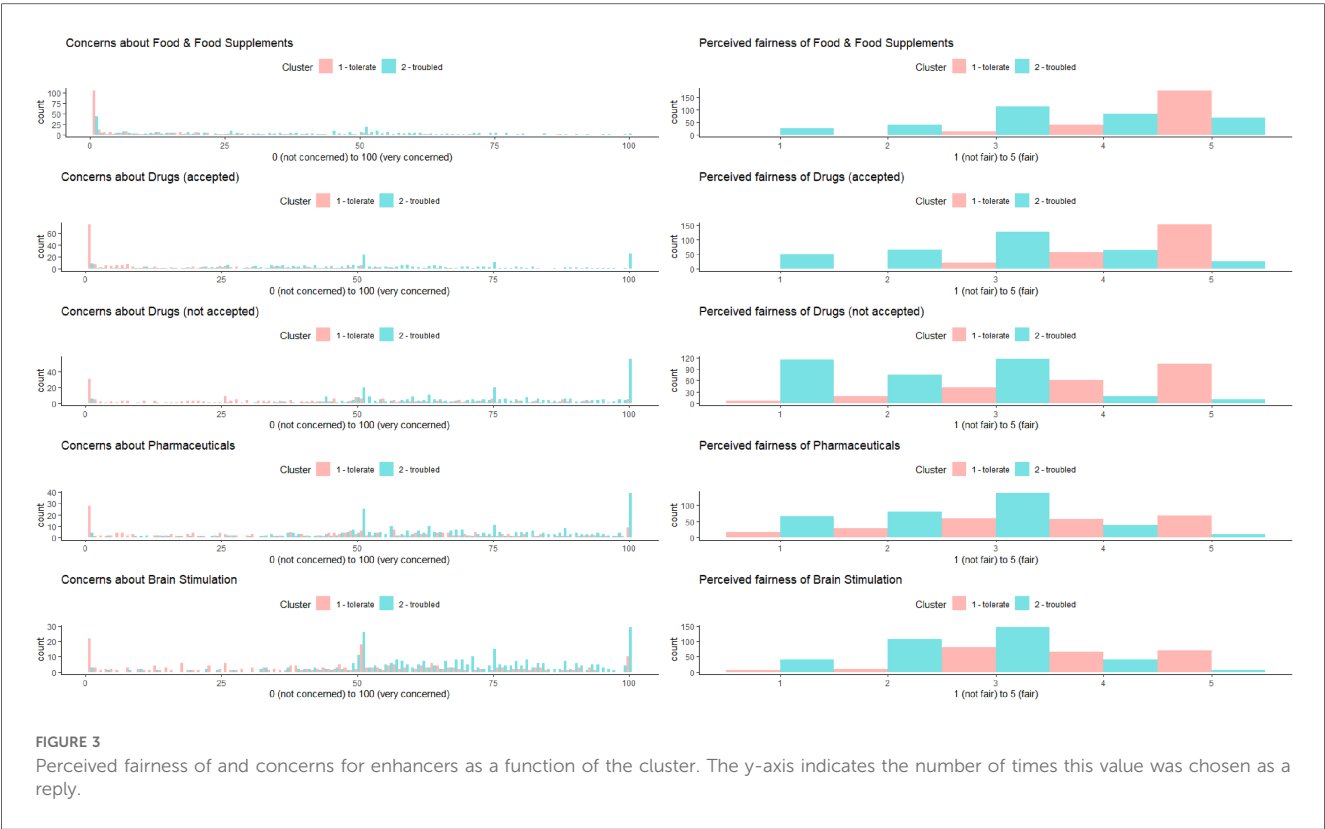 Concerns about Food & Food Supplements
Cluster 1 - tolerate 2 - troubled
100
75
50
25
0
count
0 25 50 75 100
0 (not concerned) to 100 (very concerned)
Perceived fairness of Food & Food Supplements
Cluster 1 - tolerate 2 - troubled
150
100
50
0
count
1 2 3 4 5
1 (not fair) to 5 (fair)
Concerns about Drugs (accepted)
Cluster 1 - tolerate 2 - troubled
60
40
20
0
count
0 25 50 75 100
0 (not concerned) to 100 (very concerned)
Perceived fairness of Drugs (accepted)
Cluster 1 - tolerate 2 - troubled
150
100
50
0
count
1 2 3 4 5
1 (not fair) to 5 (fair)
Concerns about Drugs (not accepted)
Cluster 1 - tolerate 2 - troubled
40
20
0
count
0 25 50 75 100
0 (not concerned) to 100 (very concerned)
Perceived fairness of Drugs (not accepted)
Cluster 1 - tolerate 2 - troubled
120
90
60
30
0
count
1 2 3 4 5
1 (not fair) to 5 (fair)
Concerns about Pharmaceuticals
Cluster 1 - tolerate 2 - troubled
40
30
20
10
0
count
0 25 50 75 100
0 (not concerned) to 100 (very concerned)
Perceived fairness of Pharmaceuticals
Cluster 1 - tolerate 2 - troubled
100
50
0
count
1 2 3 4 5
1 (not fair) to 5 (fair)
Concerns about Brain Stimulation
Cluster 1 - tolerate 2 - troubled
30
20
10
0
count
0 25 50 75 100
0 (not concerned) to 100 (very concerned)
Perceived fairness of Brain Stimulation
Cluster 1 - tolerate 2 - troubled
150
100
50
0
count
1 2 3 4 5
1 (not fair) to 5 (fair)
FIGURE 3
Perceived fairness of and concerns for enhancers as a function of the cluster. The y-axis indicates the number of times this value was chosen as a
reply.